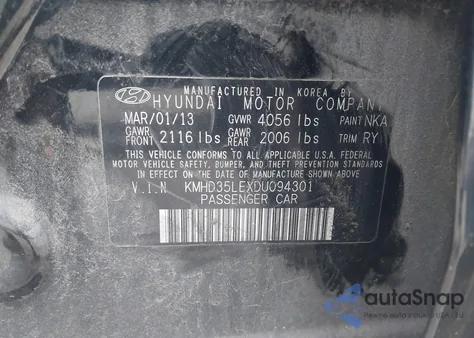 MANUFACTURED IN KOREA BY
HYUNDAI MOTOR COMPANY
MAR/01/13 GVWR 4056 lbs PAINT NKA
GAWR FRONT 2116 lbs GAWR REAR 2006 lbs TRIM RY
THIS VEHICLE CONFORMS TO ALL APPLICABLE U.S.A. FEDERAL
MOTOR VEHICLE SAFETY, BUMPER, AND THEFT PREVENTION STANDARDS
IN EFFECT ON THE DATE OF MANUFACTURE SHOWN ABOVE.
V.I.N KMHD35LEXDU094301
PASSENGER CAR
autaSnap